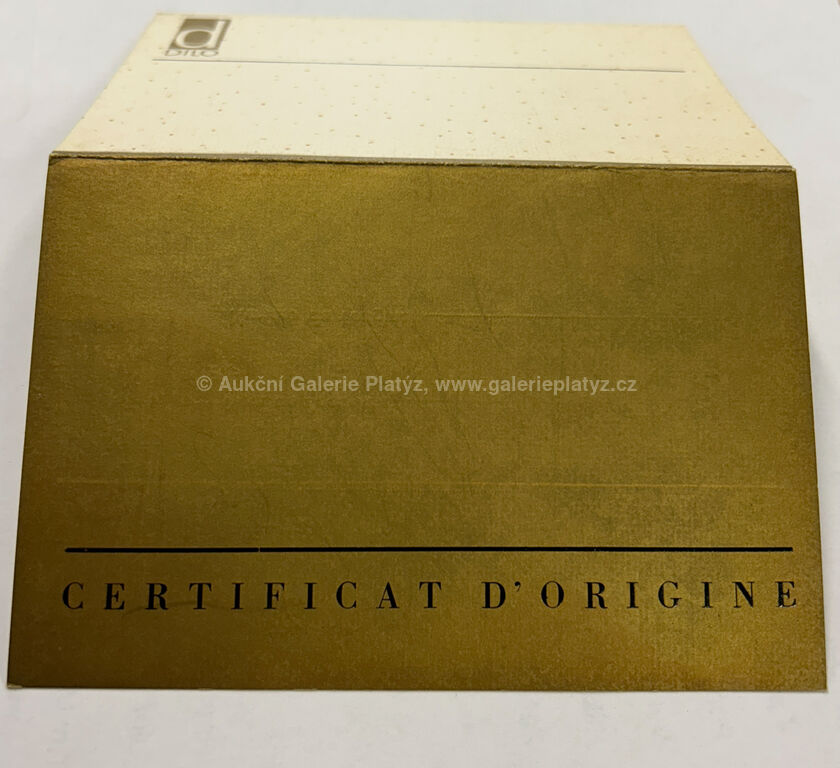 d
DILO
© Aukční Galerie Platýz, www.galerieplatyz.cz
CERTIFICAT D'ORIGINE